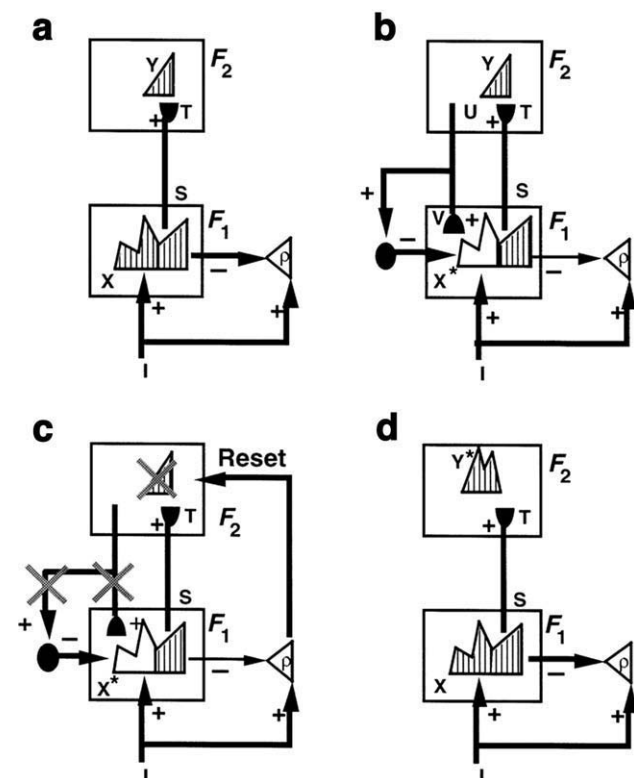 a
Y
F2
+
T
S
F1
X
−
ρ
+
+
I
b
Y
F2
U
+
T
+
S
V
+
F1
−
X*
−
ρ
+
+
I
c
Reset
+
T
F2
S
+
+
F1
−
X*
−
ρ
+
+
I
d
Y*
F2
+
T
S
F1
X
−
ρ
+
+
I